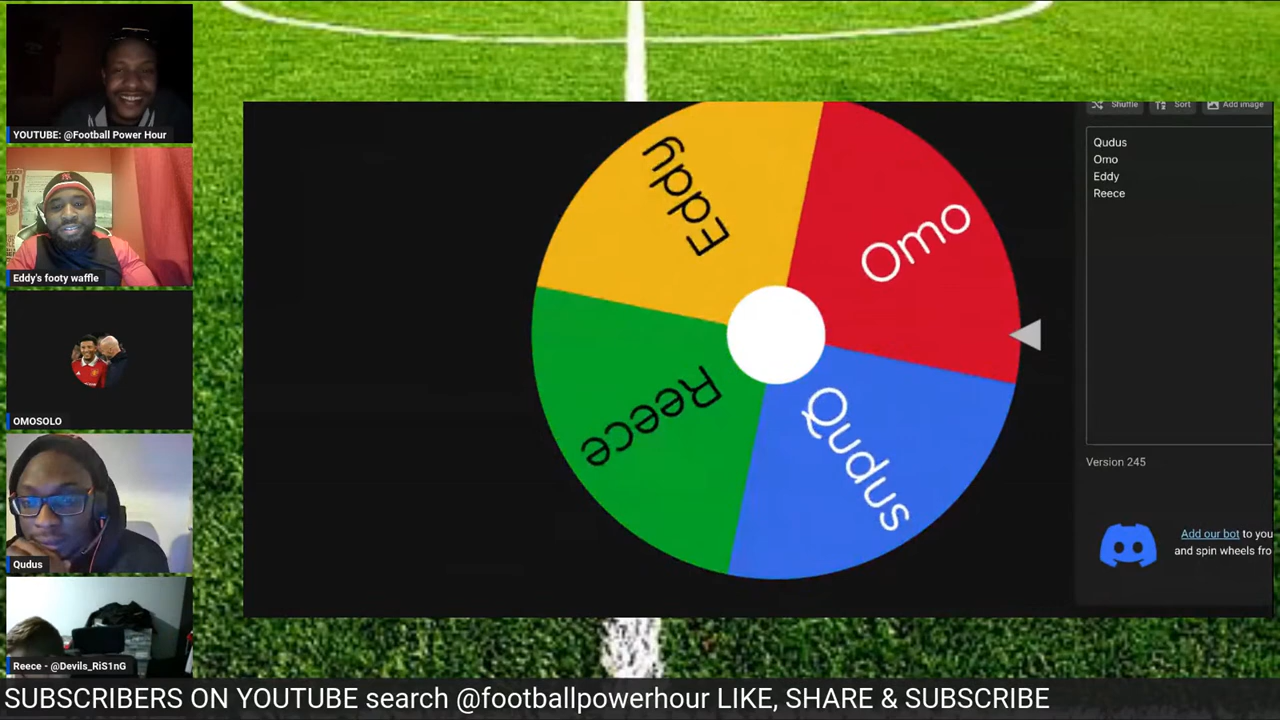 YOUTUBE: @Football Power Hour
Eddy's footy waffle
OMOSOLO
Qudus
Reece - @Devils_RiS1nG
Eddy
Omo
Reece
Qudus
Shuffle Sort Add image
Qudus
Omo
Eddy
Reece
Version 245
Add our bot to you
and spin wheels fro
SUBSCRIBERS ON YOUTUBE search @footballpowerhour LIKE, SHARE & SUBSCRIBE